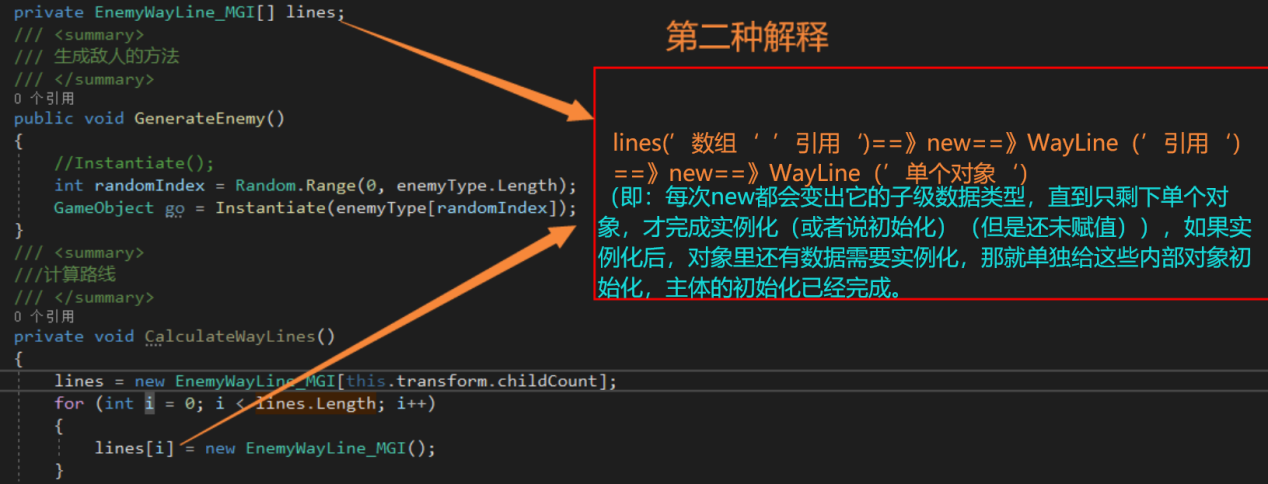 private EnemyWayLine_MGI[] lines;
/// <summary>
/// 生成敌人的方法
/// </summary>
0 个引用
public void GenerateEnemy()
{
//Instantiate();
int randomIndex = Random.Range(0, enemyType.Length);
GameObject go = Instantiate(enemyType[randomIndex]);
}
/// <summary>
///计算路线
/// </summary>
0 个引用
private void CalculateWayLines()
{
lines = new EnemyWayLine_MGI[this.transform.childCount];
for (int i = 0; i < lines.Length; i++)
{
lines[i] = new EnemyWayLine_MGI();
}
第二种解释
lines(’数组‘ ’引用‘)==》new==》WayLine（’引用‘)
==》new==》WayLine（’单个对象‘)
（即：每次new都会变出它的子级数据类型，直到只剩下单个对
象，才完成实例化（或者说初始化）（但是还未赋值）），如果实
例化后，对象里还有数据需要实例化，那就单独给这些内部对象初
始化，主体的初始化已经完成。